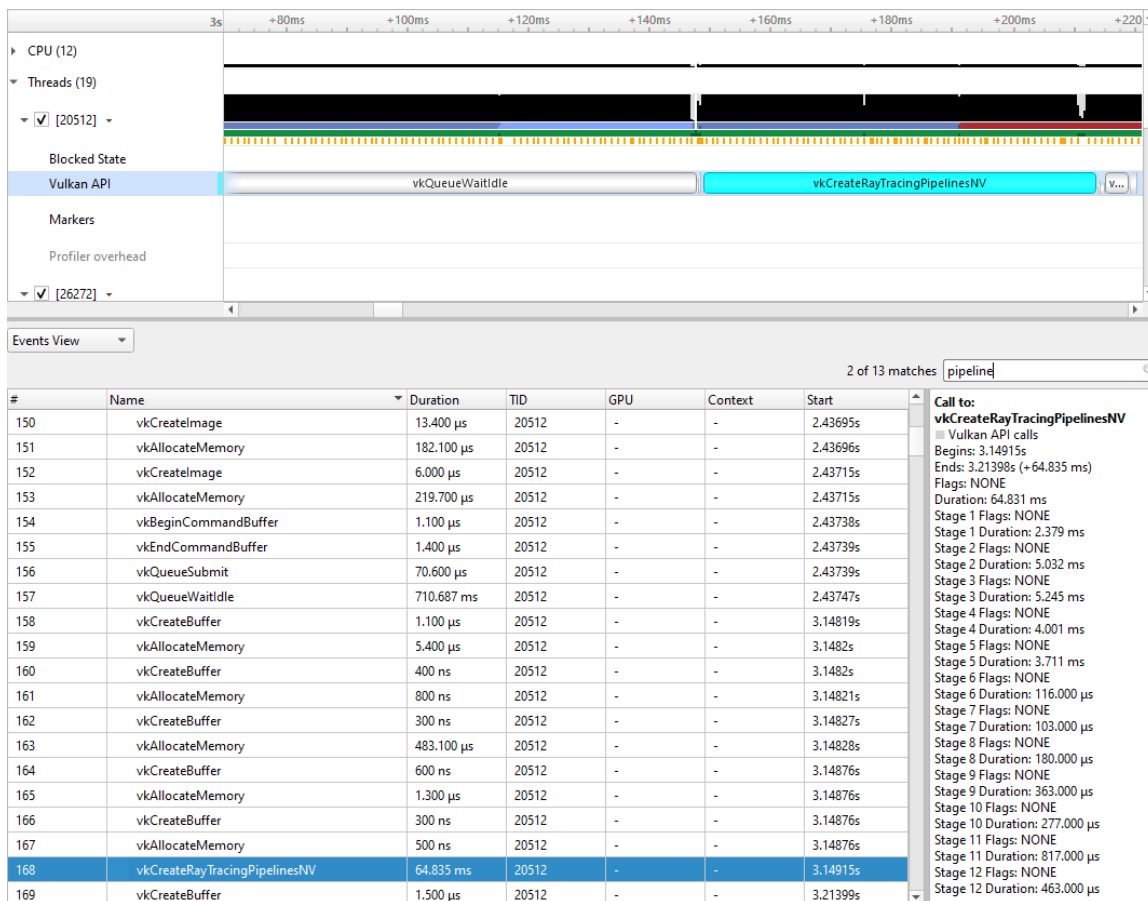 3s +80ms +100ms +120ms +140ms +160ms +180ms +200ms +220
CPU (12)
Threads (19)
[20512]
Blocked State
Vulkan API vkQueueWaitIdle vkCreateRayTracingPipelinesNV v...
Markers
Profiler overhead
[26272]
Events View
2 of 13 matches pipeline
# Name Duration TID GPU Context Start
150 vkCreateImage 13.400 μs 20512 - - 2.43695s
151 vkAllocateMemory 182.100 μs 20512 - - 2.43696s
152 vkCreateImage 6.000 μs 20512 - - 2.43715s
153 vkAllocateMemory 219.700 μs 20512 - - 2.43715s
154 vkBeginCommandBuffer 1.100 μs 20512 - - 2.43738s
155 vkEndCommandBuffer 1.400 μs 20512 - - 2.43739s
156 vkQueueSubmit 70.600 μs 20512 - - 2.43739s
157 vkQueueWaitIdle 710.687 ms 20512 - - 2.43747s
158 vkCreateBuffer 1.100 μs 20512 - - 3.14819s
159 vkAllocateMemory 5.400 μs 20512 - - 3.1482s
160 vkCreateBuffer 400 ns 20512 - - 3.1482s
161 vkAllocateMemory 800 ns 20512 - - 3.14821s
162 vkCreateBuffer 300 ns 20512 - - 3.14827s
163 vkAllocateMemory 483.100 μs 20512 - - 3.14828s
164 vkCreateBuffer 600 ns 20512 - - 3.14876s
165 vkAllocateMemory 1.300 μs 20512 - - 3.14876s
166 vkCreateBuffer 300 ns 20512 - - 3.14876s
167 vkAllocateMemory 500 ns 20512 - - 3.14876s
168 vkCreateRayTracingPipelinesNV 64.835 ms 20512 - - 3.14915s
169 vkCreateBuffer 1.500 μs 20512 - - 3.21399s
Call to:
vkCreateRayTracingPipelinesNV
Vulkan API calls
Begins: 3.14915s
Ends: 3.21398s (+64.835 ms)
Flags: NONE
Duration: 64.831 ms
Stage 1 Flags: NONE
Stage 1 Duration: 2.379 ms
Stage 2 Flags: NONE
Stage 2 Duration: 5.032 ms
Stage 3 Flags: NONE
Stage 3 Duration: 5.245 ms
Stage 4 Flags: NONE
Stage 4 Duration: 4.001 ms
Stage 5 Flags: NONE
Stage 5 Duration: 3.711 ms
Stage 6 Flags: NONE
Stage 6 Duration: 116.000 μs
Stage 7 Flags: NONE
Stage 7 Duration: 103.000 μs
Stage 8 Flags: NONE
Stage 8 Duration: 180.000 μs
Stage 9 Flags: NONE
Stage 9 Duration: 363.000 μs
Stage 10 Flags: NONE
Stage 10 Duration: 277.000 μs
Stage 11 Flags: NONE
Stage 11 Duration: 817.000 μs
Stage 12 Flags: NONE
Stage 12 Duration: 463.000 μs